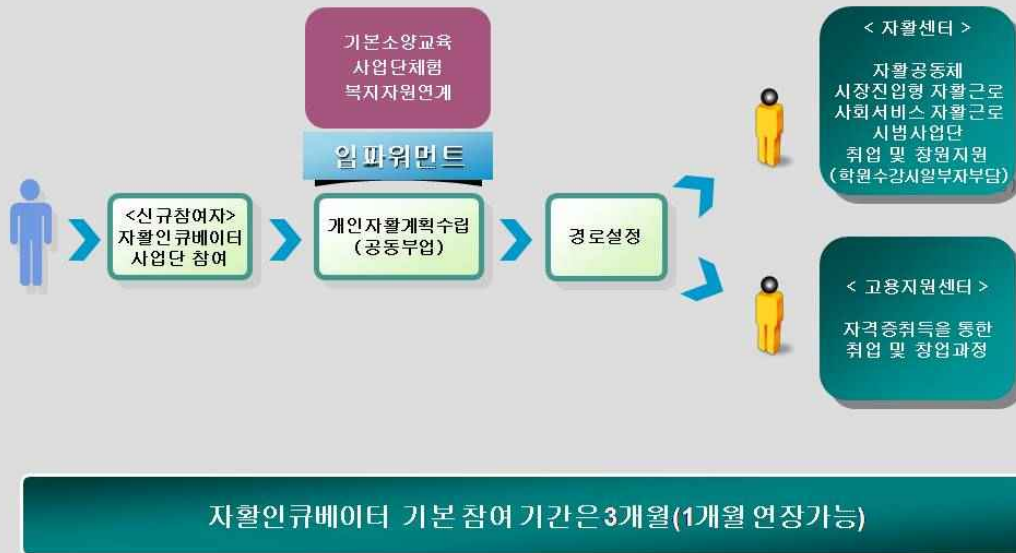 기본소양교육
사업단체험
복지자원연계
임파워먼트
<신규참여자>
자활인큐베이터
사업단 참여
개인자활계획수립
(공동부업)
경로설정
< 자활센터 >
자활공동체
시장진입형 자활근로
사회서비스 자활근로
시범사업단
취업 및 창원지원
(학원수강시일부자부담)
< 고용지원센터 >
자격증취득을 통한
취업 및 창업과정
자활인큐베이터 기본 참여 기간은 3개월(1개월 연장가능)